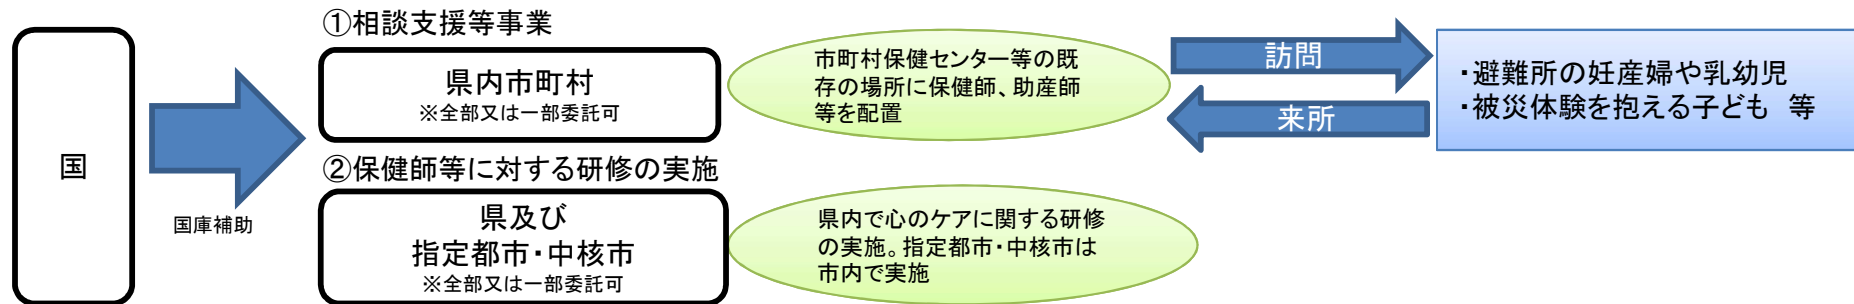 国
国庫補助
①相談支援等事業
県内市町村
※全部又は一部委託可
市町村保健センター等の既
存の場所に保健師、助産師
等を配置
訪問
来所
・避難所の妊産婦や乳幼児
・被災体験を抱える子ども　等
②保健師等に対する研修の実施
県及び
指定都市・中核市
※全部又は一部委託可
県内で心のケアに関する研修
の実施。指定都市・中核市は
市内で実施